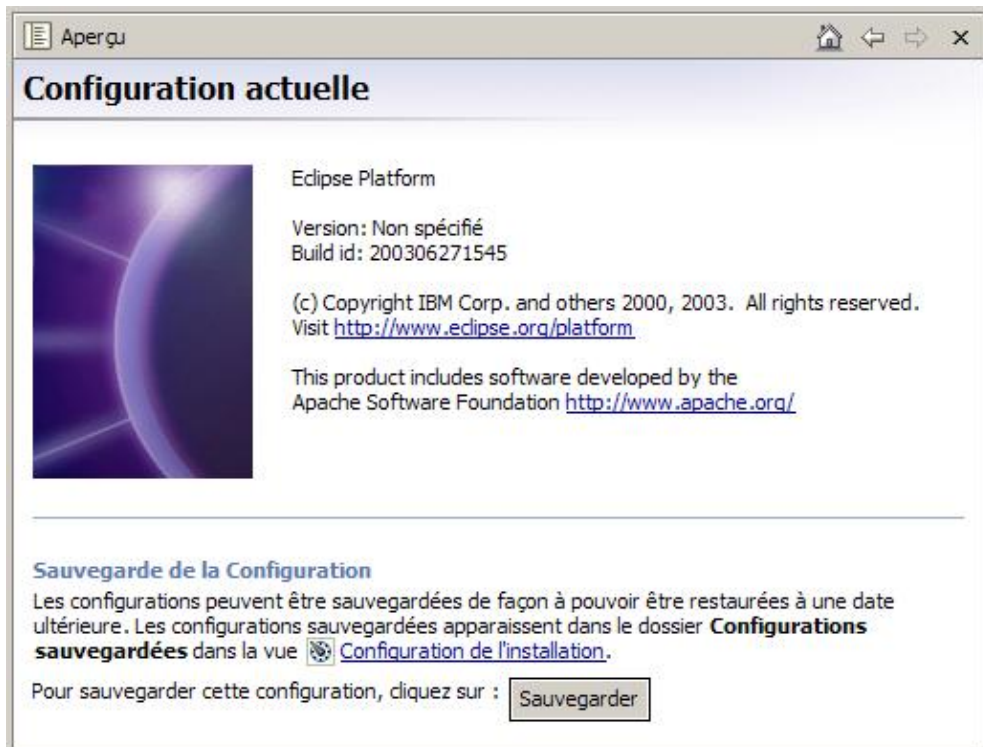 Aperçu
Configuration actuelle
Eclipse Platform
Version: Non spécifié
Build id: 200306271545
(c) Copyright IBM Corp. and others 2000, 2003.  All rights reserved.
Visit http://www.eclipse.org/platform
This product includes software developed by the
Apache Software Foundation http://www.apache.org/
Sauvegarde de la Configuration
Les configurations peuvent être sauvegardées de façon à pouvoir être restaurées à une date
ultérieure. Les configurations sauvegardées apparaissent dans le dossier Configurations
sauvegardées dans la vue Configuration de l'installation.
Pour sauvegarder cette configuration, cliquez sur : Sauvegarder